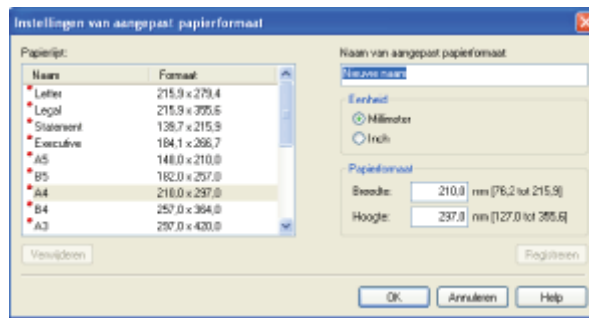 Instellingen van aangepast papierformaat
Papierlijst:
Naam Formaat
Letter 215,9 x 279,4
Legal 215,9 x 355,6
Statement 139,7 x 215,9
Executive 184,1 x 266,7
A5 148,0 x 210,0
B5 182,0 x 257,0
A4 210,0 x 297,0
B4 257,0 x 364,0
A3 297,0 x 420,0
Verwijderen
Naam van aangepast papierformaat
Nieuwe naam
Eenheid
Millimeter
Inch
Papierformaat
Breedte: 210,0 mm [76,2 tot 215,9]
Hoogte: 297,0 mm [127,0 tot 355,6]
Registreren
OK Annuleren Help